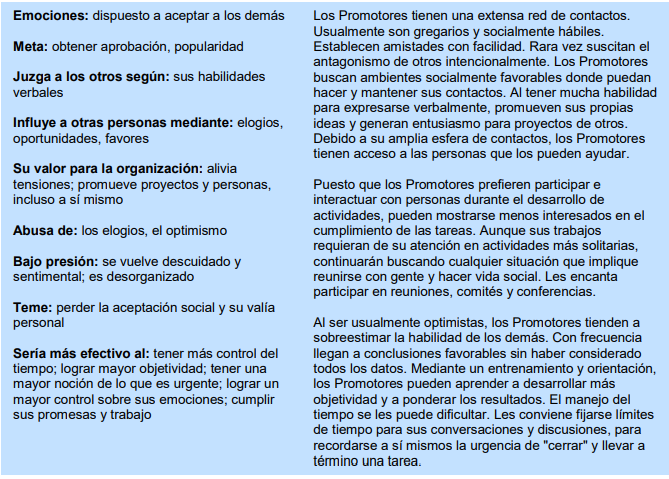 Emociones: dispuesto a aceptar a los demás
Meta: obtener aprobación, popularidad
Juzga a los otros según: sus habilidades
verbales
Influye a otras personas mediante: elogios,
oportunidades, favores
Su valor para la organización: alivia
tensiones; promueve proyectos y personas,
incluso a sí mismo
Abusa de: los elogios, el optimismo
Bajo presión: se vuelve descuidado y
sentimental; es desorganizado
Teme: perder la aceptación social y su valía
personal
Sería más efectivo al: tener más control del
tiempo; lograr mayor objetividad; tener una
mayor noción de lo que es urgente; lograr un
mayor control sobre sus emociones; cumplir
sus promesas y trabajo
Los Promotores tienen una extensa red de contactos.
Usualmente son gregarios y socialmente hábiles.
Establecen amistades con facilidad. Rara vez suscitan el
antagonismo de otros intencionalmente. Los Promotores
buscan ambientes socialmente favorables donde puedan
hacer y mantener sus contactos. Al tener mucha habilidad
para expresarse verbalmente, promueven sus propias
ideas y generan entusiasmo para proyectos de otros.
Debido a su amplia esfera de contactos, los Promotores
tienen acceso a las personas que los pueden ayudar.
Puesto que los Promotores prefieren participar e
interactuar con personas durante el desarrollo de
actividades, pueden mostrarse menos interesados en el
cumplimiento de las tareas. Aunque sus trabajos
requieran de su atención en actividades más solitarias,
continuarán buscando cualquier situación que implique
reunirse con gente y hacer vida social. Les encanta
participar en reuniones, comités y conferencias.
Al ser usualmente optimistas, los Promotores tienden a
sobreestimar la habilidad de los demás. Con frecuencia
llegan a conclusiones favorables sin haber considerado
todos los datos. Mediante un entrenamiento y orientación,
los Promotores pueden aprender a desarrollar más
objetividad y a ponderar los resultados. El manejo del
tiempo se les puede dificultar. Les conviene fijarse límites
de tiempo para sus conversaciones y discusiones, para
recordarse a sí mismos la urgencia de "cerrar" y llevar a
término una tarea.